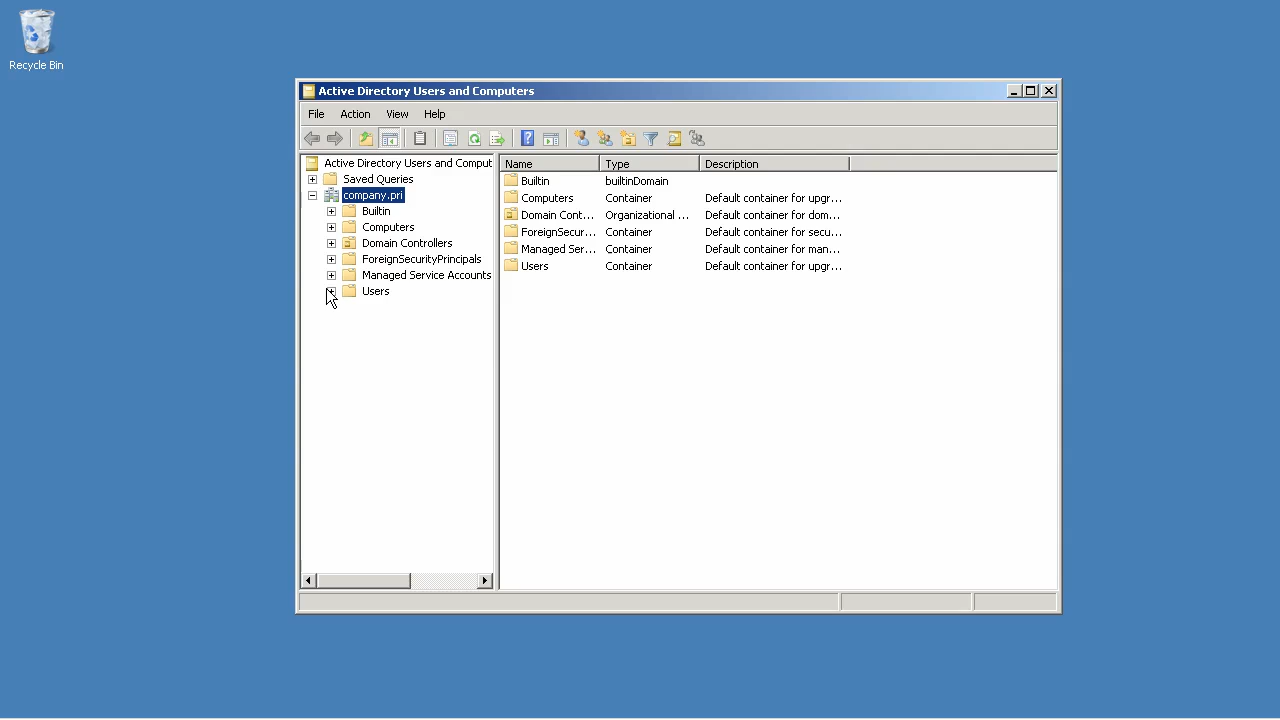 Recycle Bin
Active Directory Users and Computers
File Action View Help
Active Directory Users and Comput
Saved Queries
company.pri
Builtin
Computers
Domain Controllers
ForeignSecurityPrincipals
Managed Service Accounts
Users
Name Type Description
Builtin builtinDomain
Computers Container Default container for upgr...
Domain Cont... Organizational ... Default container for dom...
ForeignSecur... Container Default container for secu...
Managed Ser... Container Default container for man...
Users Container Default container for upgr...